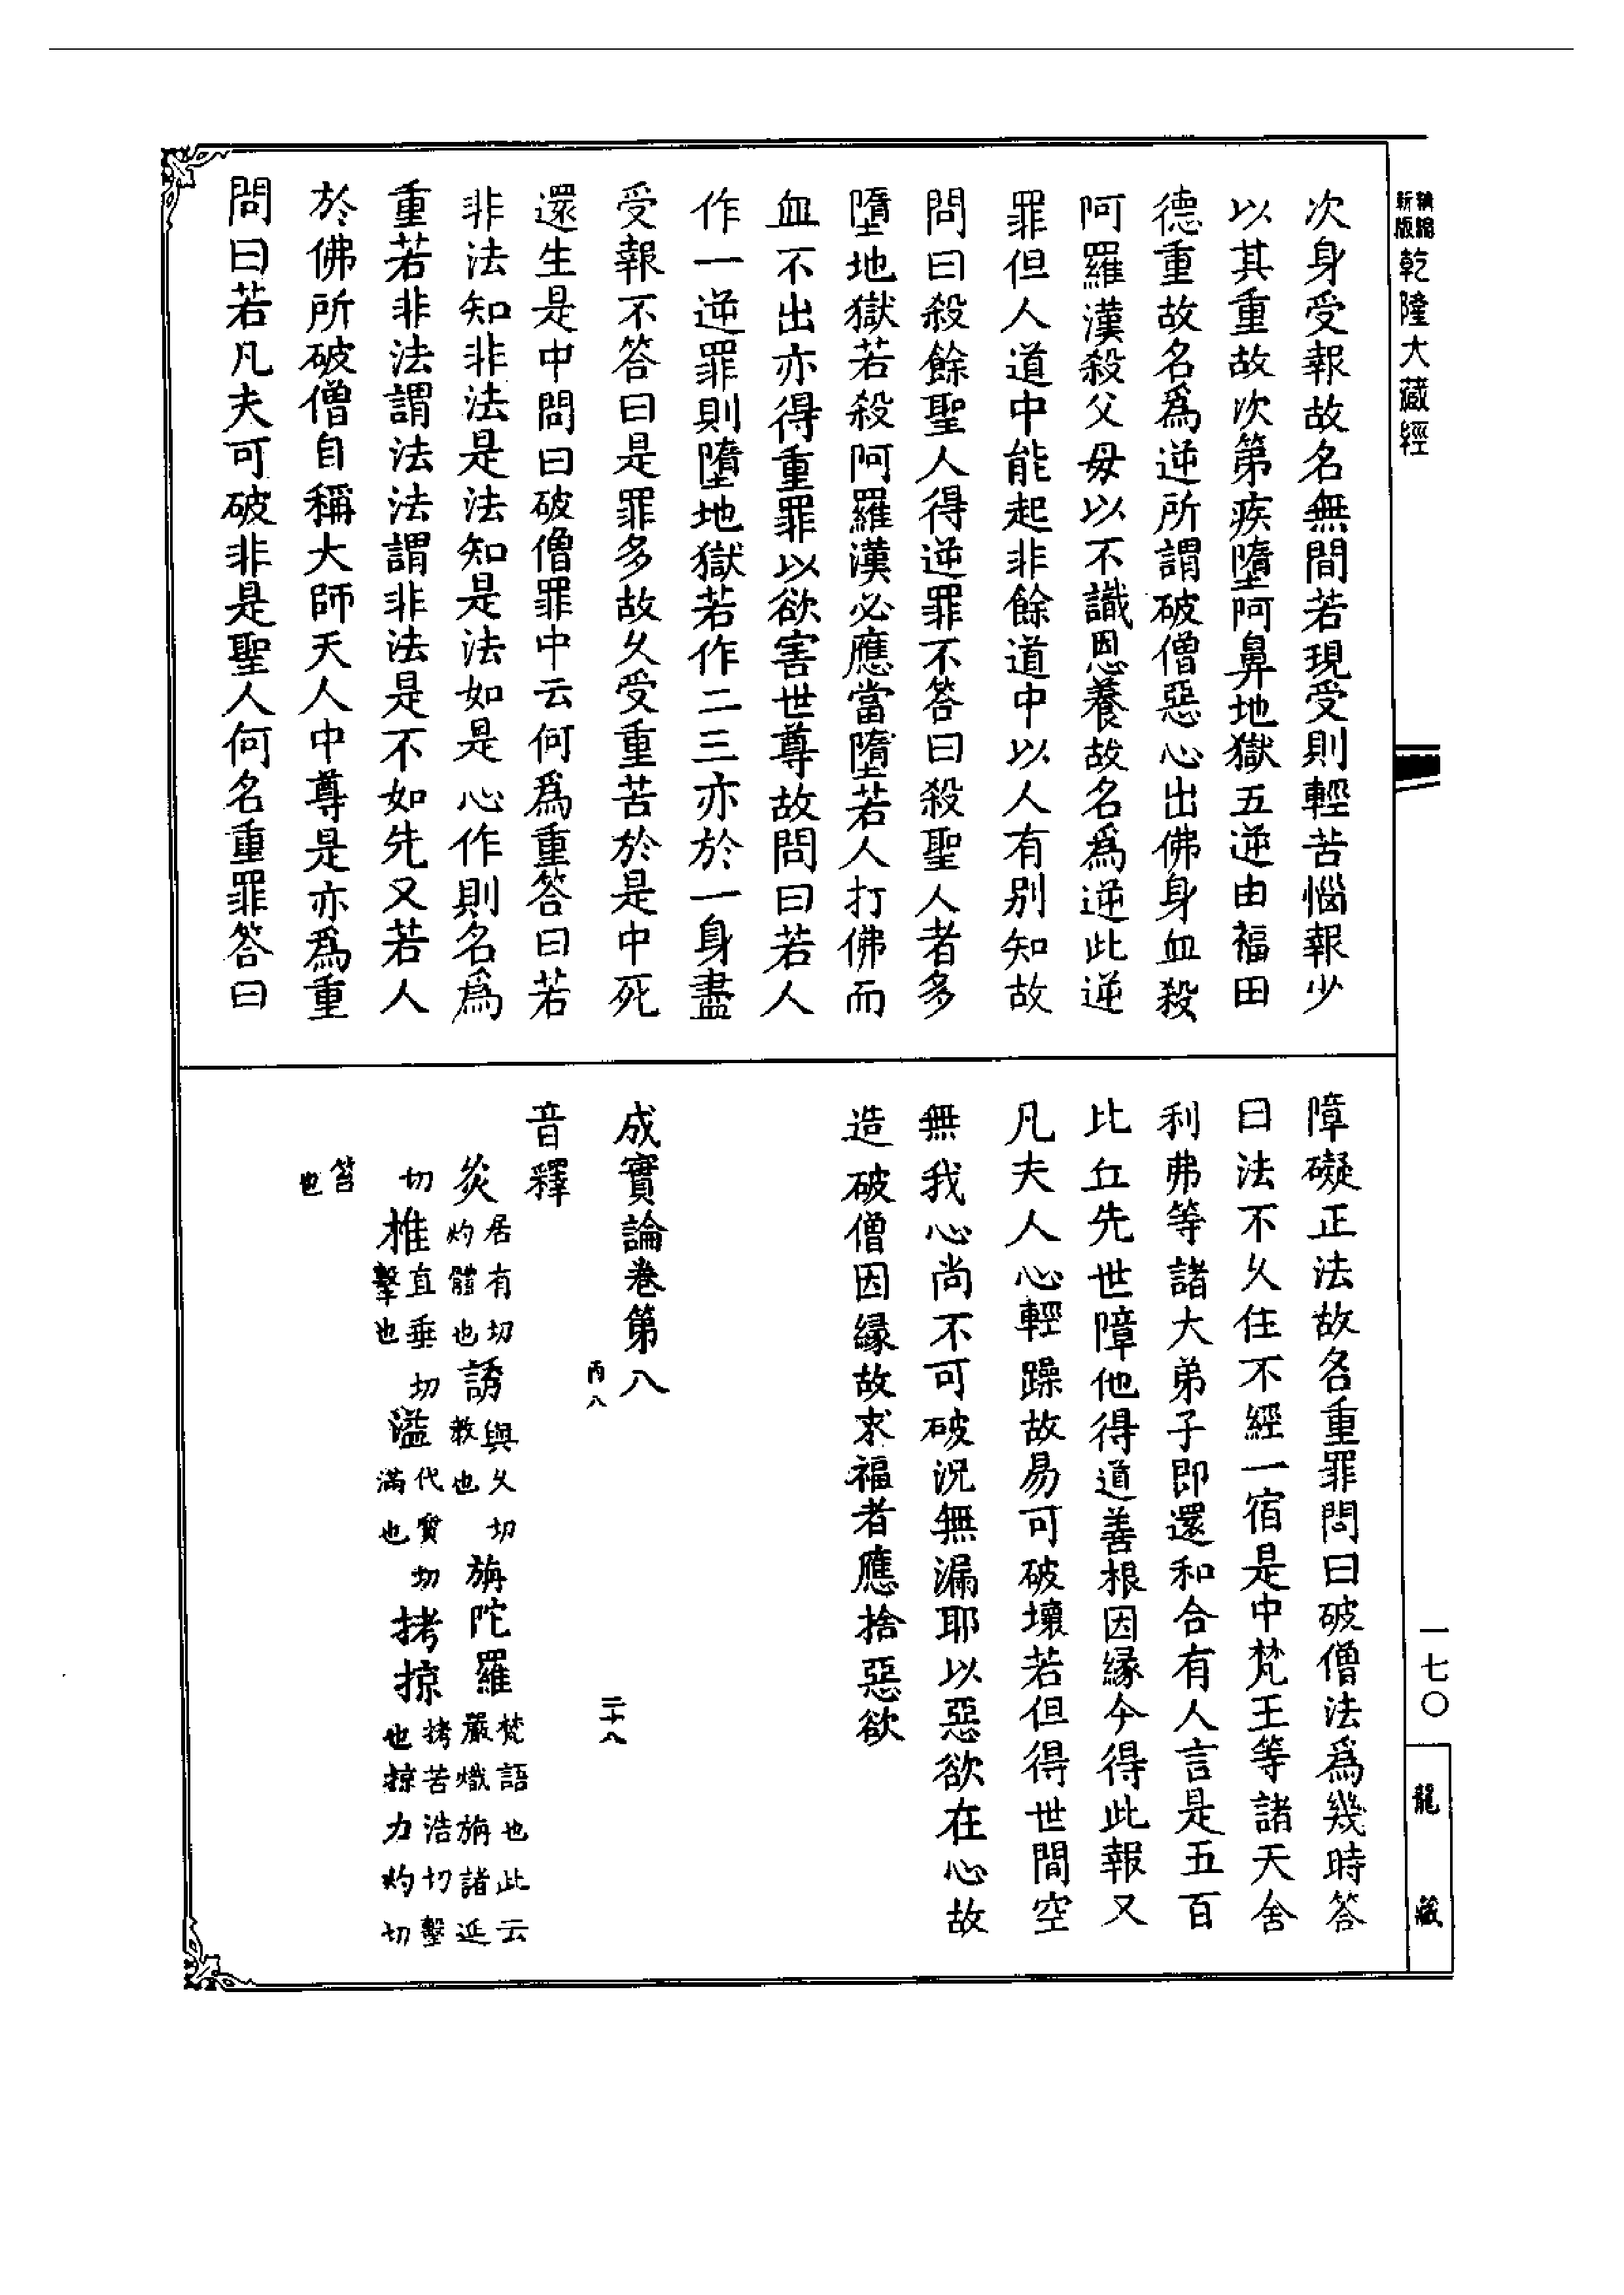 新版
乾隆大藏經
次身受報故名無間若現受則輕苦惱報少
以其重故次第疾墮阿鼻地獄五逆由福田
德重故名為逆所謂破僧惡心出佛身血殺
阿羅漢殺父母以不識恩養故名為逆此逆
罪但人道中能起非餘道中以人有別知故
問曰殺餘聖人得逆罪不答曰殺聖人者多
墮地獄若殺阿羅漢必應當墮若人打佛而
血不出亦得重罪以欲害世尊故問曰若人
作一逆罪則墮地獄若作二三亦於一身盡
受報不答曰是罪多故久受重苦於是中死
還生是中問曰破僧罪中云何為重答曰若
非法知非法是法知是法如是心作則名為
重若非法謂法法謂非法是不如先又若人
於佛所破僧自稱大師天人中尊是亦為重
問曰若凡夫可破非是聖人何名重罪答曰
障礙正法故名重罪問曰破僧法為幾時答
曰法不久住不經一宿是中梵王等諸天舍
利弗等諸大弟子即還和合有人言是五百
比丘先世障他得道善根因緣今得此報又
凡夫人心輕躁故易可破壞若但得世間空
無我心尚不可破況無漏耶以惡欲在心故
造破僧因緣故求福者應捨惡欲
成實論卷第八
丙八
二十八
音釋
炙居有切灼體也誘與久切教也旃陀羅梵語也此云嚴熾旃諸延
切椎直垂切擊也溢代質切滿也拷掠拷苦浩切擊也掠力灼切
笞也
一七〇
龍藏